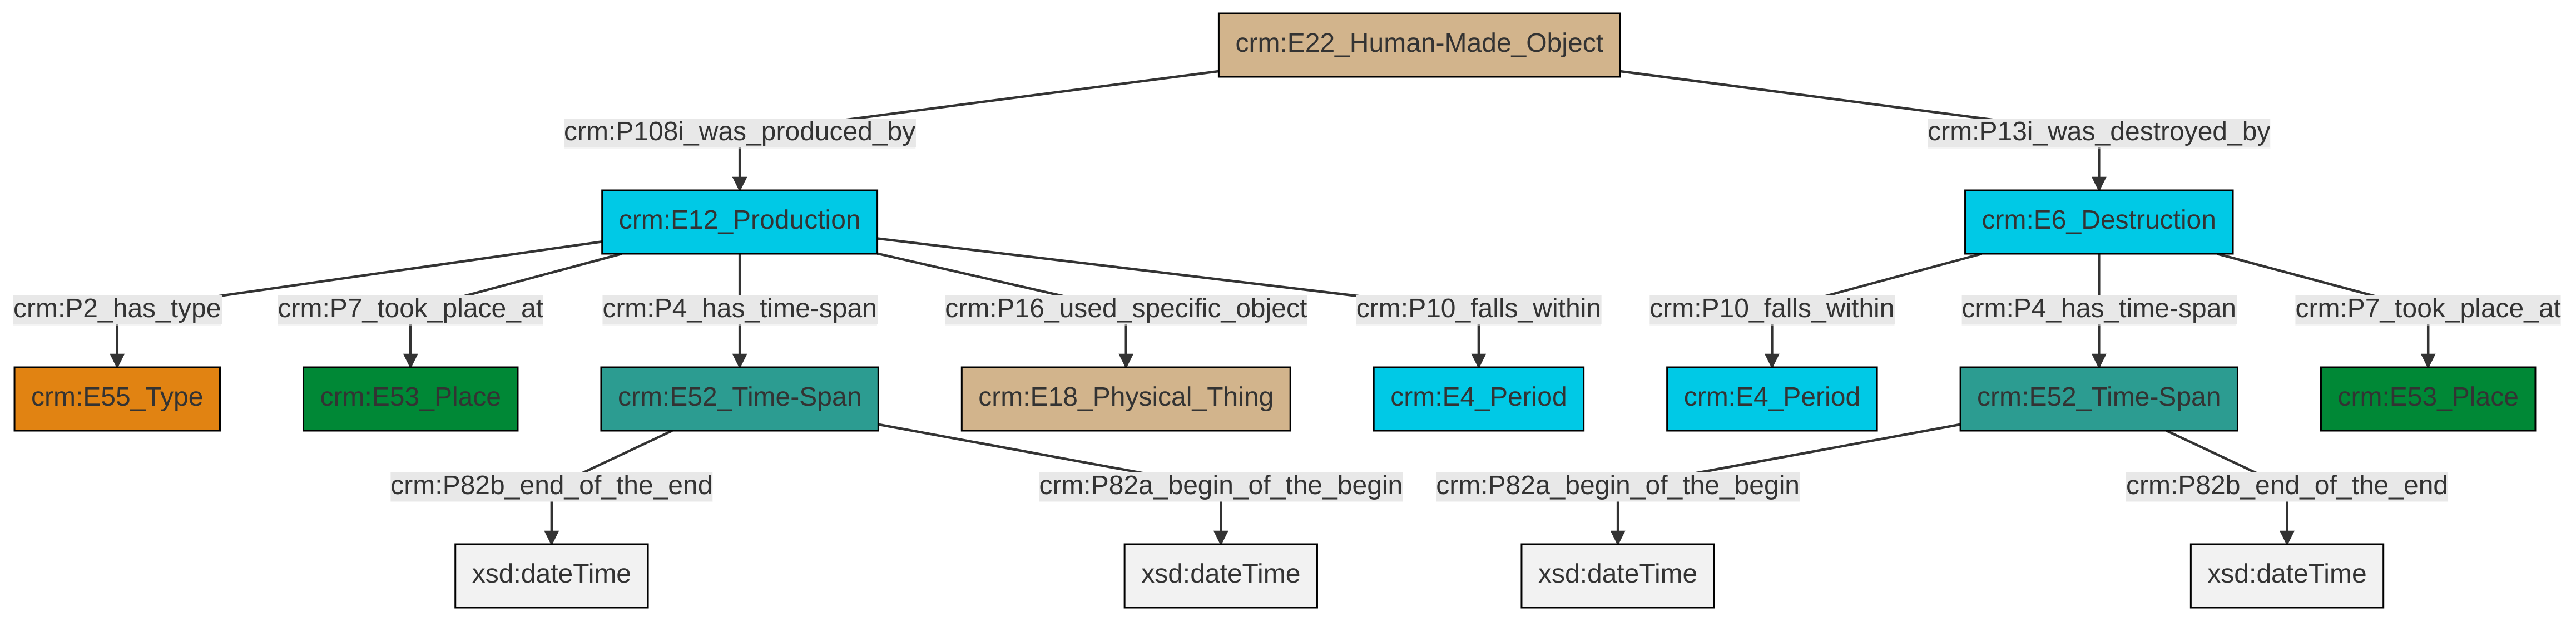 crm:E22_Human-Made_Object
crm:P108i_was_produced_by
crm:P13i_was_destroyed_by
crm:E12_Production
crm:E6_Destruction
crm:P2_has_type
crm:P7_took_place_at
crm:P4_has_time-span
crm:P16_used_specific_object
crm:P10_falls_within
crm:P10_falls_within
crm:P4_has_time-span
crm:P7_took_place_at
crm:E55_Type
crm:E53_Place
crm:E52_Time-Span
crm:E18_Physical_Thing
crm:E4_Period
crm:E4_Period
crm:E52_Time-Span
crm:E53_Place
crm:P82b_end_of_the_end
crm:P82a_begin_of_the_begin
crm:P82a_begin_of_the_begin
crm:P82b_end_of_the_end
xsd:dateTime
xsd:dateTime
xsd:dateTime
xsd:dateTime